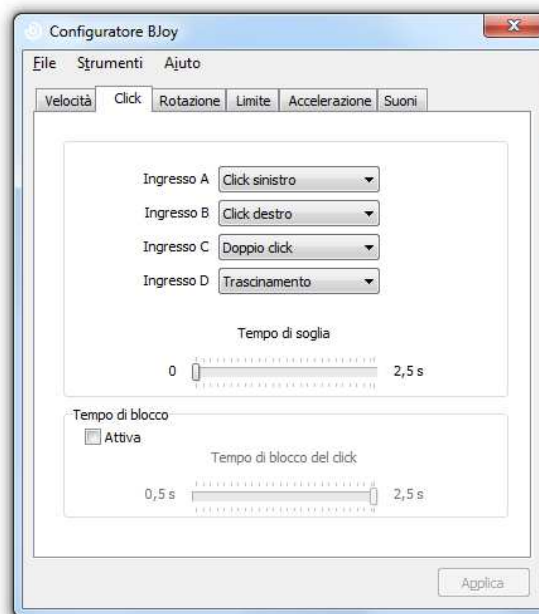 Configuratore BJoy
File Strumenti Aiuto
Velocità Click Rotazione Limite Accelerazione Suoni
Ingresso A Click sinistro
Ingresso B Click destro
Ingresso C Doppio click
Ingresso D Trascinamento
Tempo di soglia
0 2,5 s
Tempo di blocco
Attiva
Tempo di blocco del click
0,5 s 2,5 s
Applica